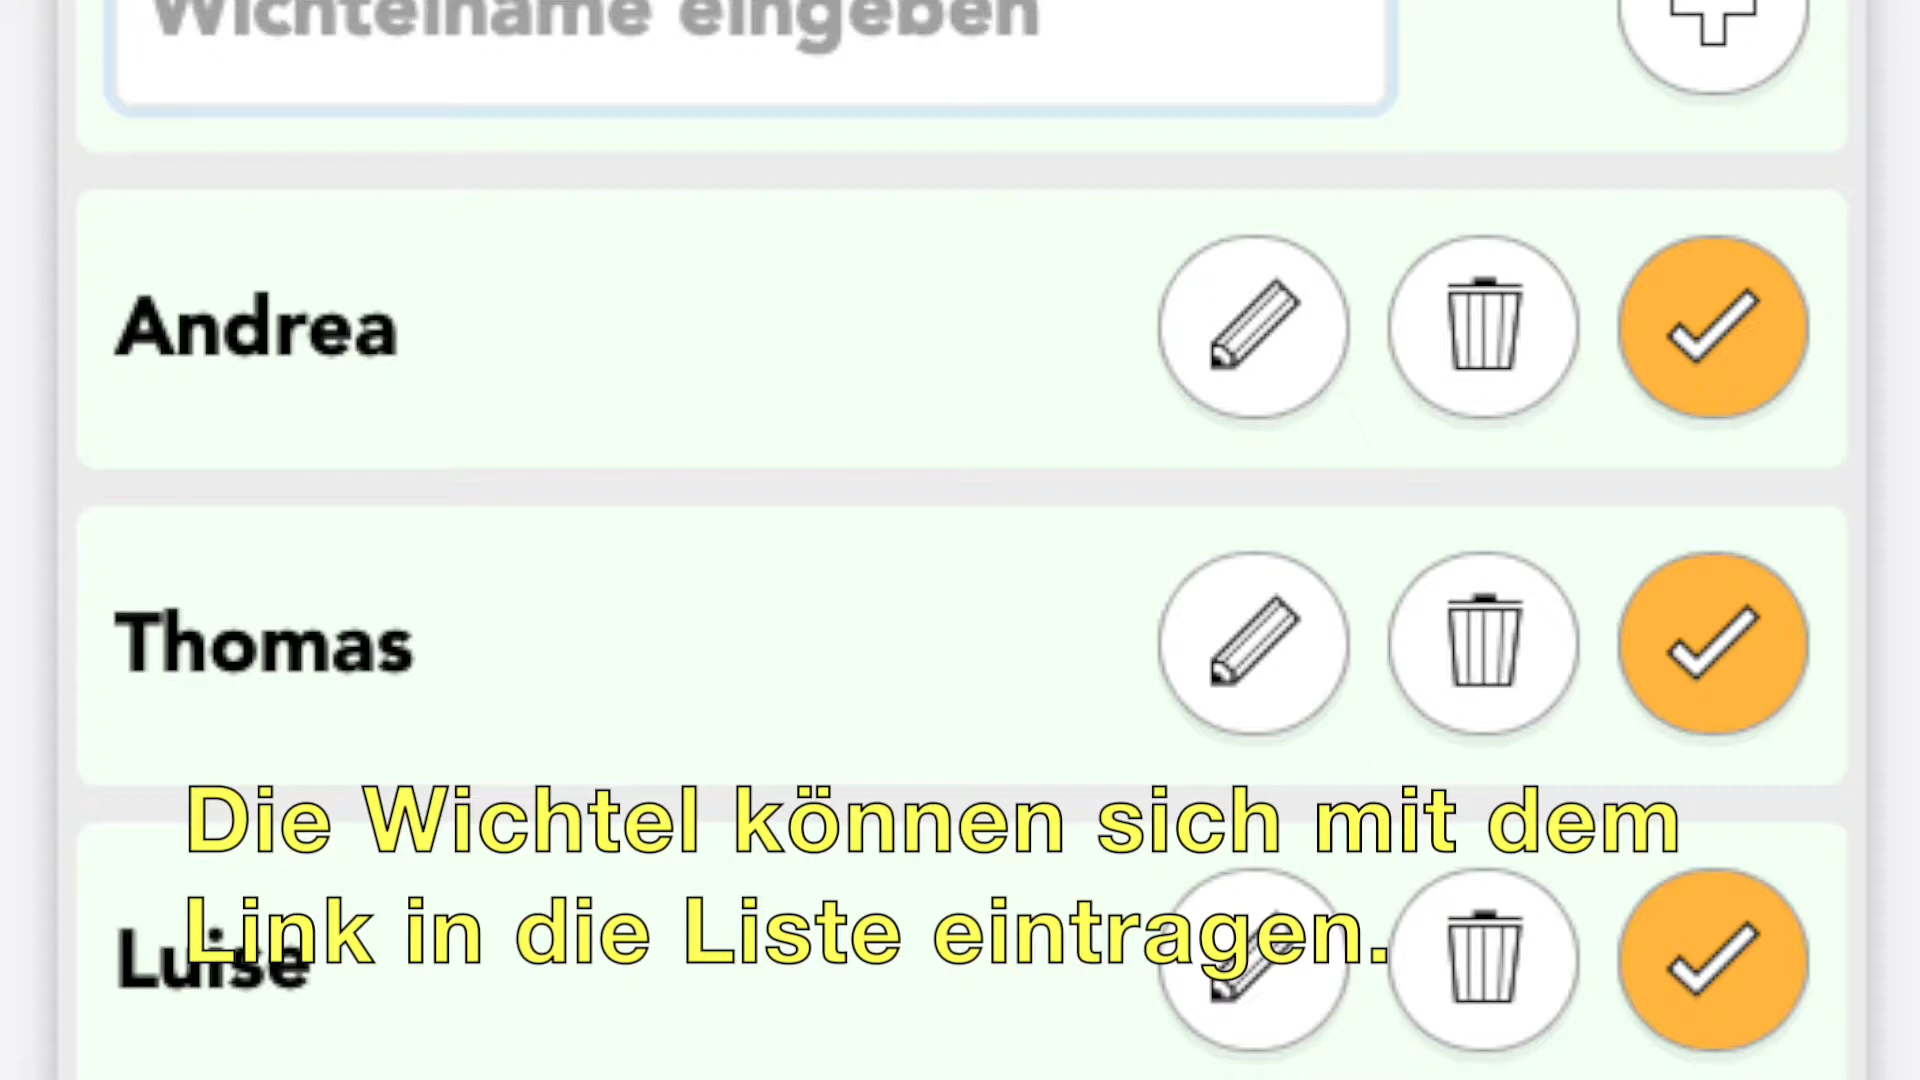 Wichtelname eingeben
Andrea
Thomas
Die Wichtel können sich mit dem
Link in die Liste eintragen.
Luise